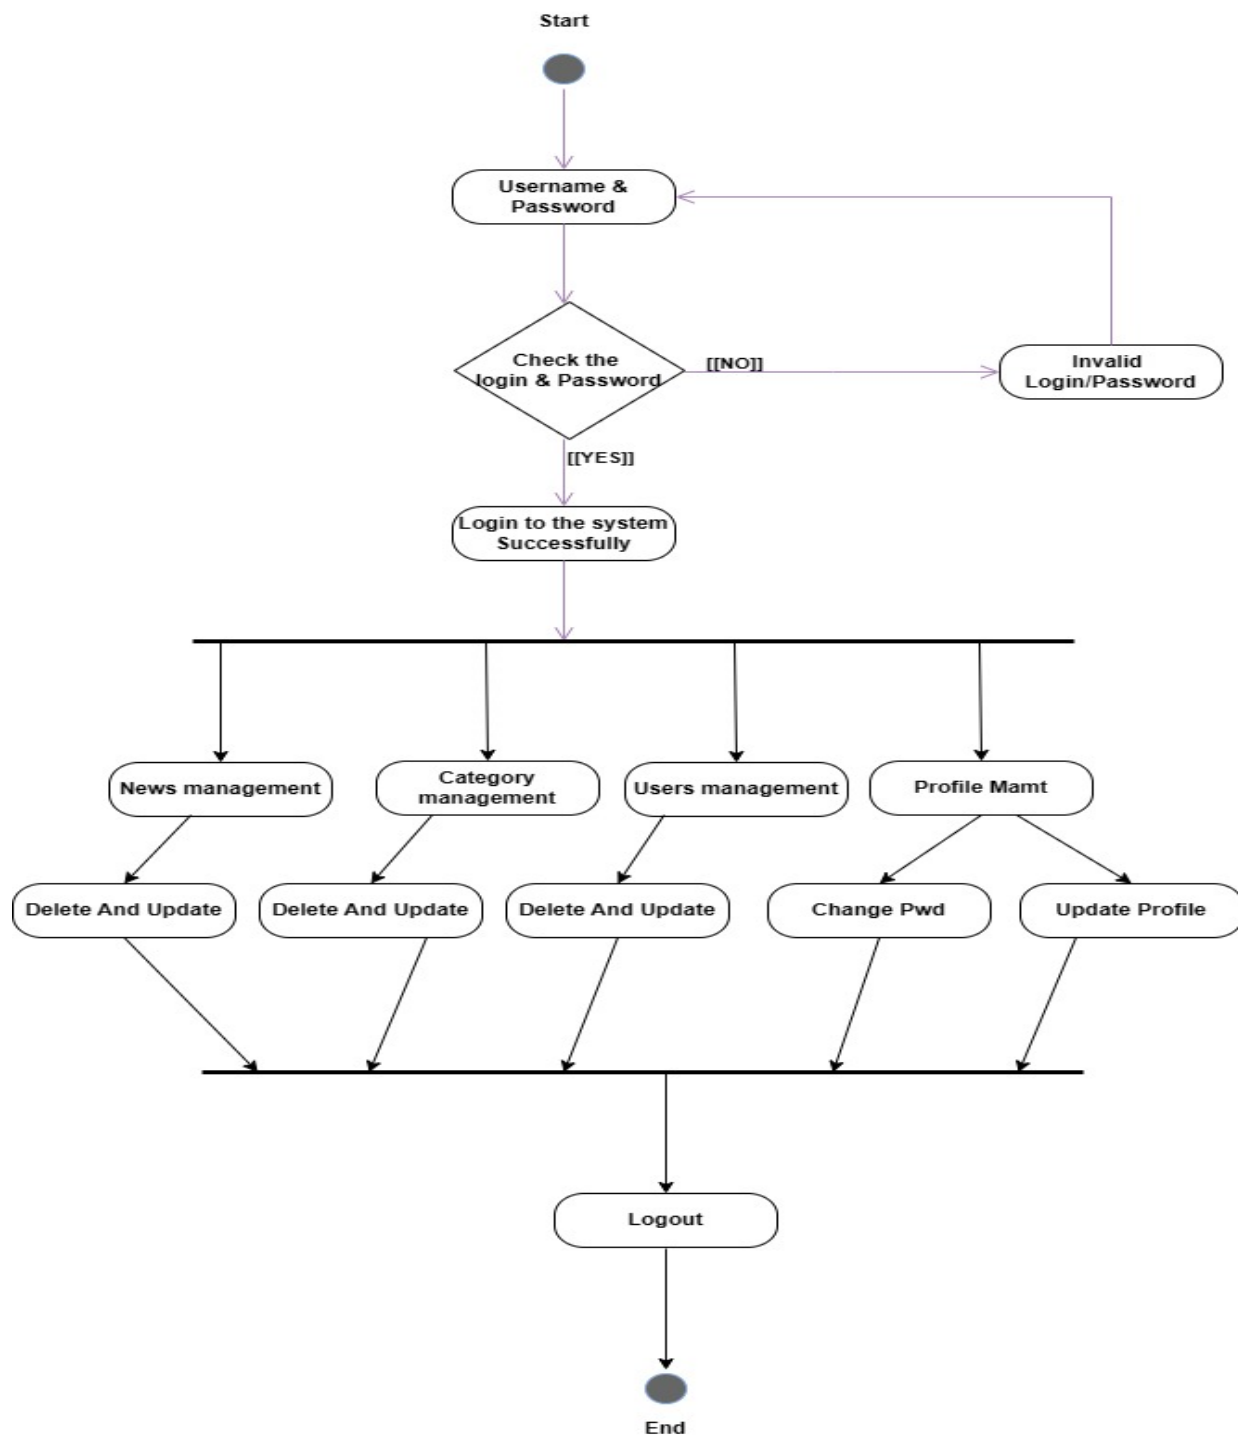 Start
Username &
Password
Check the
login & Password
[[NO]]
Invalid
Login/Password
[[YES]]
Login to the system
Successfully
News management
Category
management
Users management
Profile Mamt
Delete And Update
Delete And Update
Delete And Update
Change Pwd
Update Profile
Logout
End